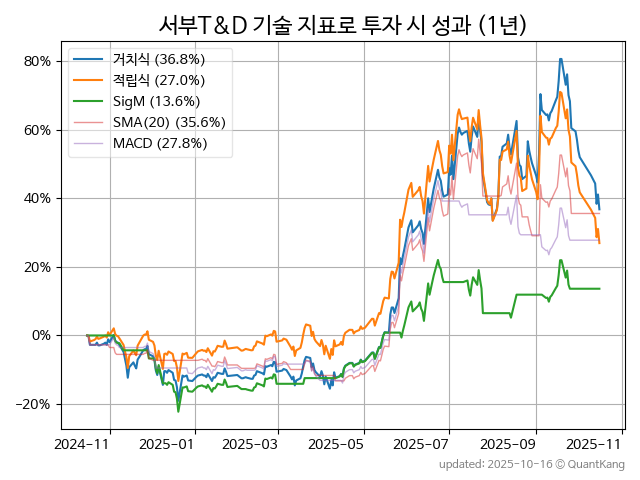 서부T&D 기술 지표로 투자 시 성과 (1년)
거치식 (36.8%)
적립식 (27.0%)
SigM (13.6%)
SMA(20) (35.6%)
MACD (27.8%)
80%
60%
40%
20%
0%
−20%
2024-11 2025-01 2025-03 2025-05 2025-07 2025-09 2025-11
updated: 2025-10-16 © QuantKang